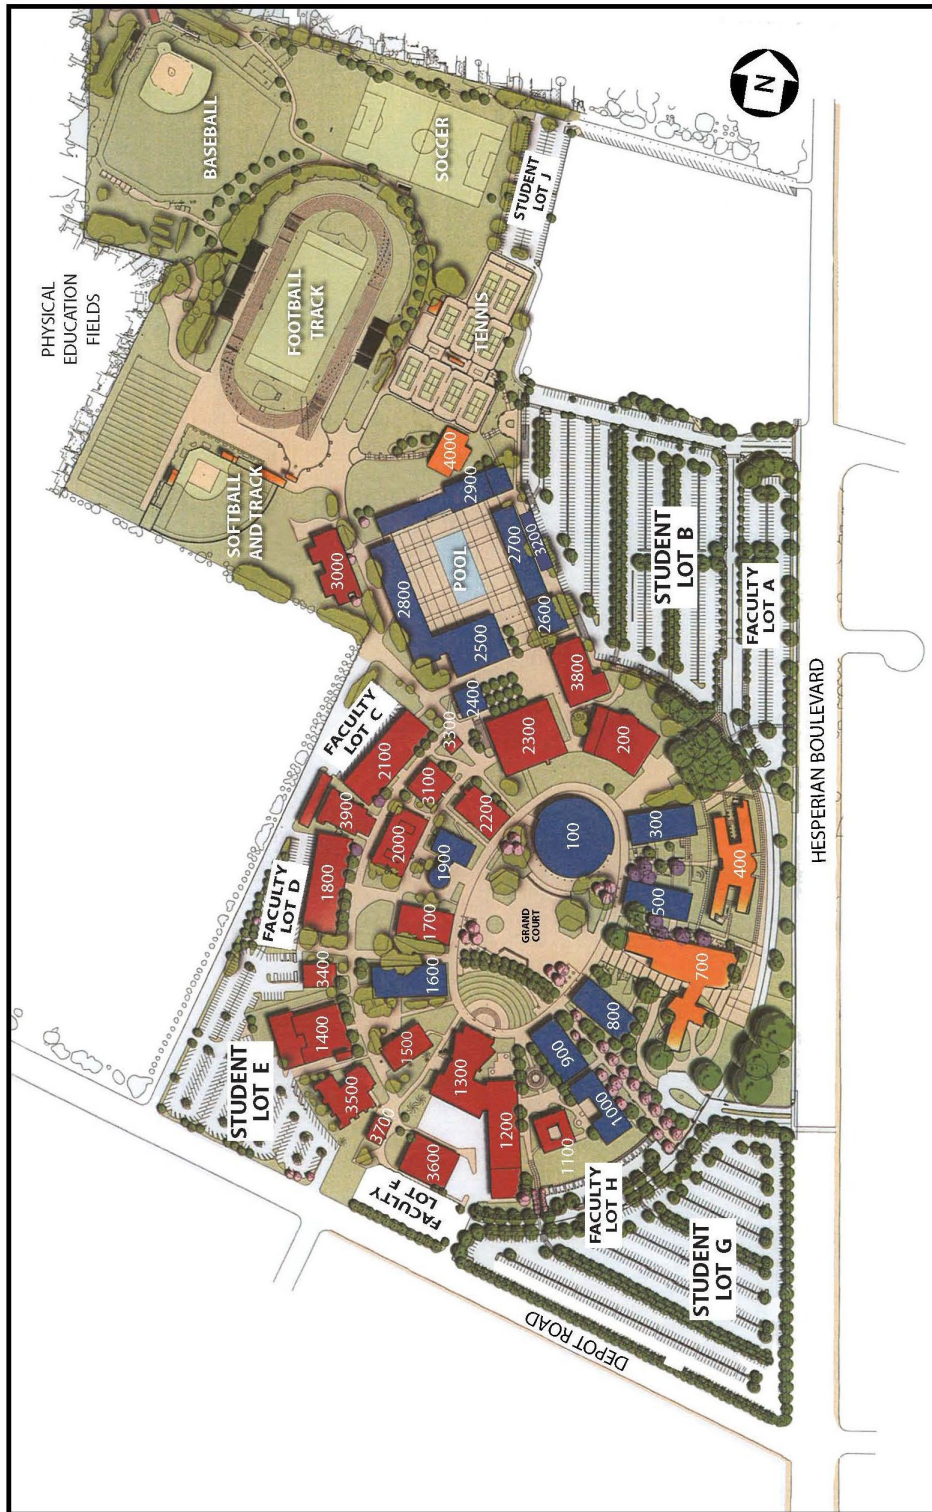 N
PHYSICAL
EDUCATION
FIELDS
BASEBALL
SOCCER
STUDENT
LOT J
FOOTBALL
TRACK
TENNIS
SOFTBALL
AND TRACK
4000
2900
3000
2800
POOL
2700
3200
2600
2500
STUDENT
LOT B
FACULTY
LOT A
HESPERIAN BOULEVARD
3800
2400
3300
2300
200
FACULTY
LOT C
2100
3100
2200
3900
2000
1900
100
300
400
FACULTY
LOT D
1800
1700
GRAND
COURT
500
700
3400
1600
800
STUDENT
LOT E
1400
1500
1300
900
1000
3500
3700
3600
1200
1100
FACULTY
LOT F
FACULTY
LOT H
STUDENT
LOT G
DEPOT ROAD